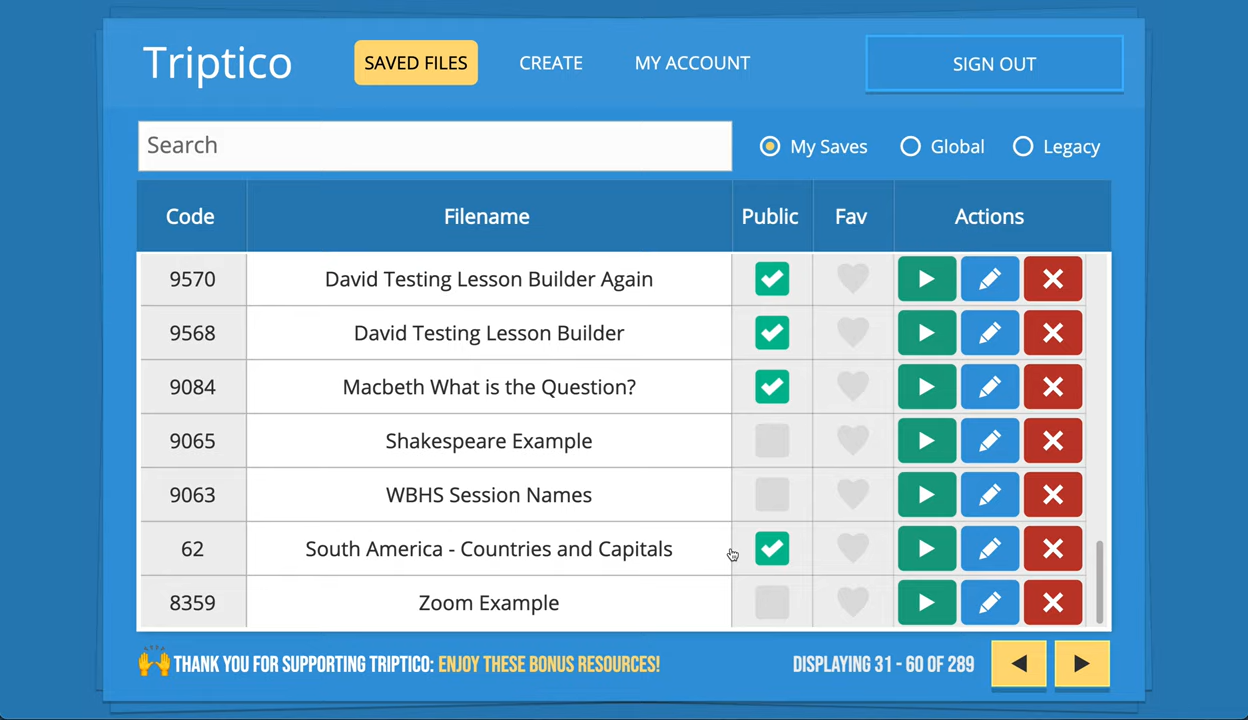 Triptico SAVED FILES CREATE MY ACCOUNT SIGN OUT
Search My Saves Global Legacy
Code Filename Public Fav Actions
9570 David Testing Lesson Builder Again
9568 David Testing Lesson Builder
9084 Macbeth What is the Question?
9065 Shakespeare Example
9063 WBHS Session Names
62 South America - Countries and Capitals
8359 Zoom Example
THANK YOU FOR SUPPORTING TRIPTICO: ENJOY THESE BONUS RESOURCES! DISPLAYING 31 - 60 OF 289